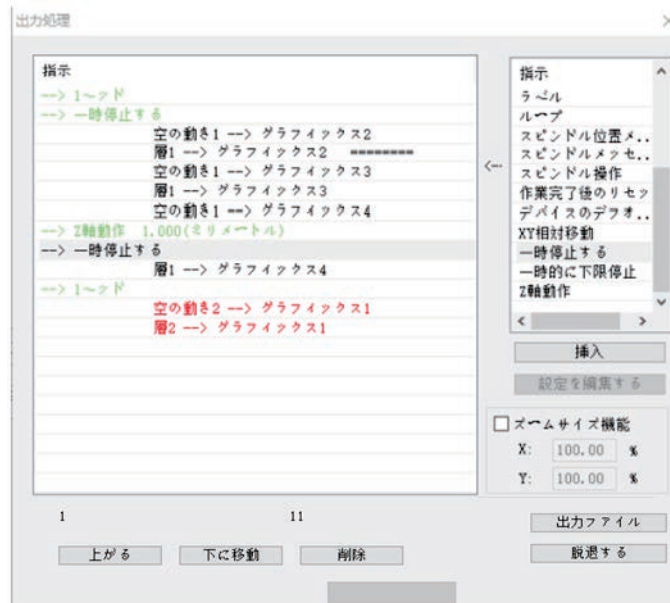 出力処理
指示
--> 1～ッド
--> 一時停止する
空の動き1 --> グラフィックス2
層1 --> グラフィックス2 ========
空の動き1 --> グラフィックス3
層1 --> グラフィックス3
空の動き1 --> グラフィックス4
--> Z軸動作 1.000(ミリメートル)
--> 一時停止する
層1 --> グラフィックス4
--> 1～ッド
空の動き2 --> グラフィックス1
層2 --> グラフィックス1
<--
指示
ラベル
ループ
スピンドル位置メ..
スピンドルメッセ..
スピンドル操作
作業完了後のリセッ
デバイスのデフォ..
XY相対移動
一時停止する
一時的に下限停止
Z軸動作
挿入
設定を編集する
ズームサイズ機能
X: 100.00 %
Y: 100.00 %
1 11
出力ファイル
上がる 下に移動 削除 脱退する